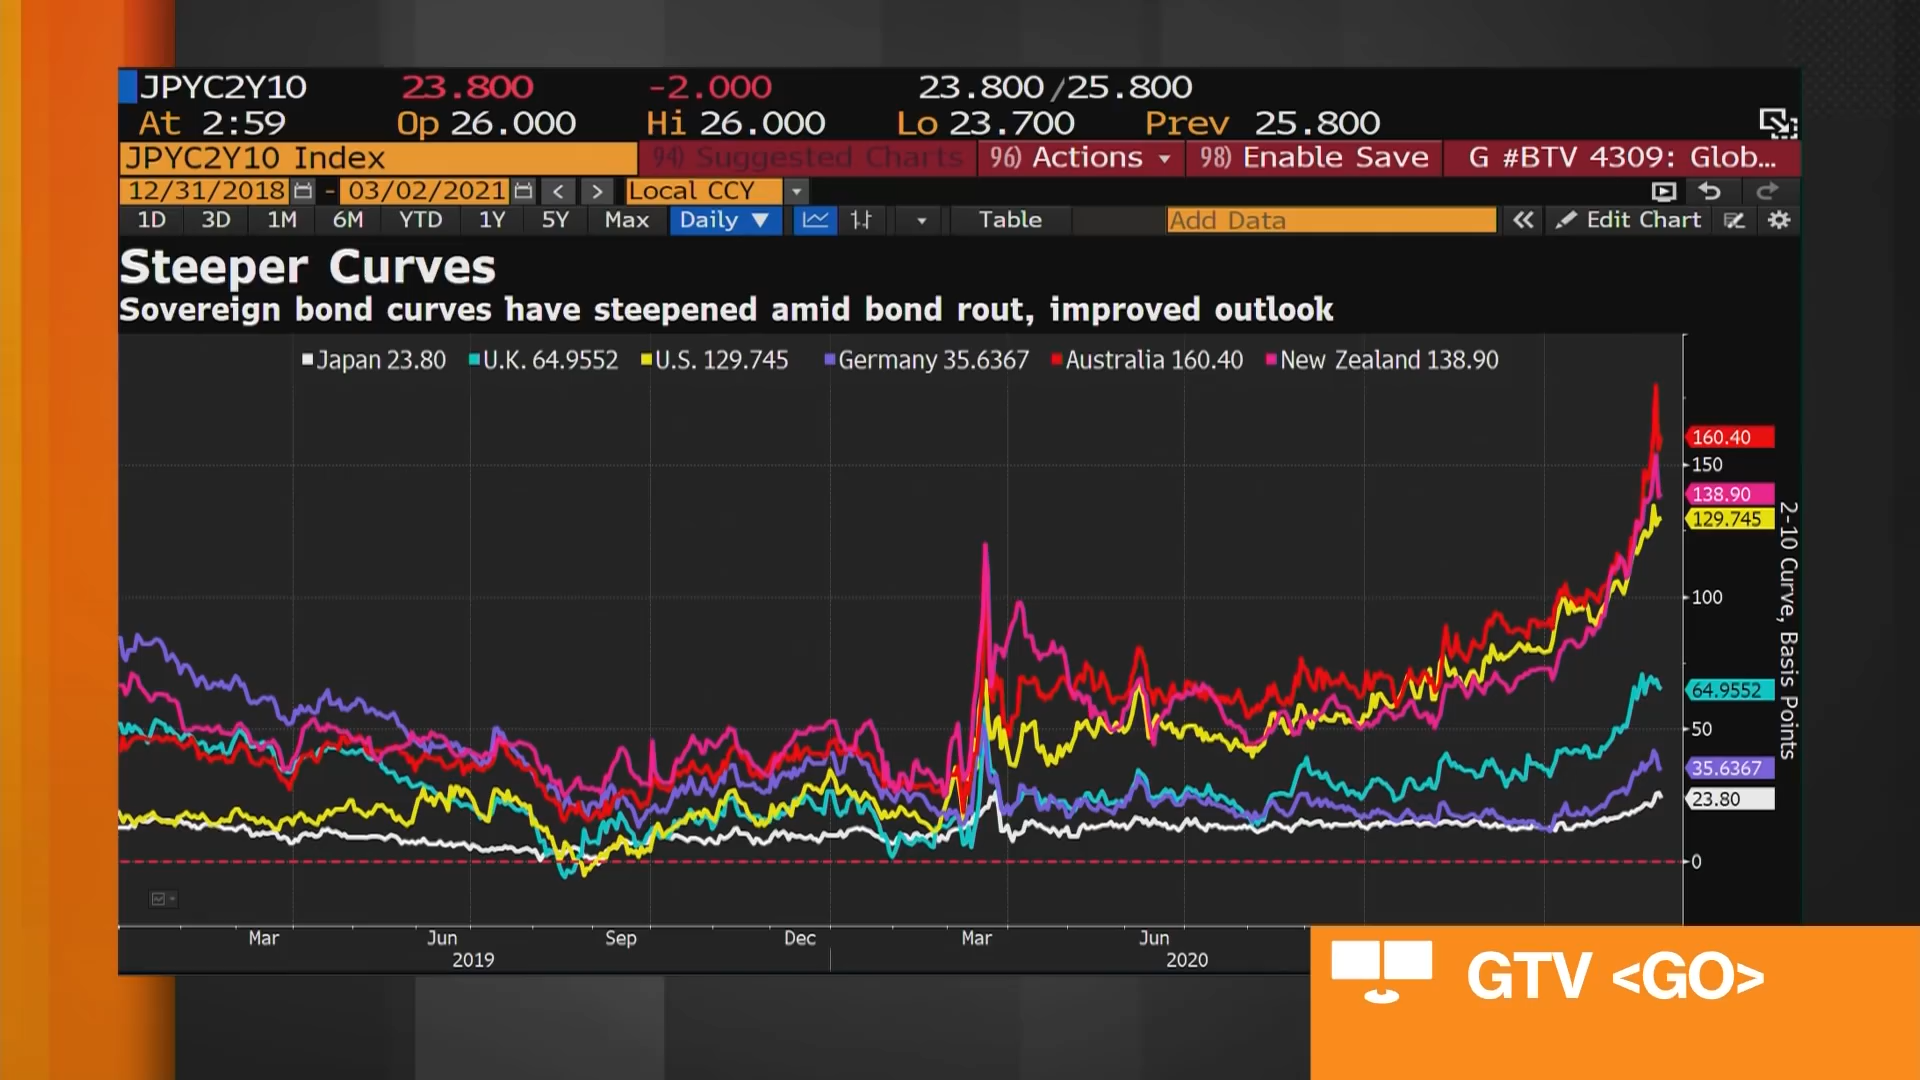 JPYC2Y10 23.800 -2.000 23.800/25.800
At 2:59 Op 26.000 Hi 26.000 Lo 23.700 Prev 25.800
JPYC2Y10 Index 94) Suggested Charts 96) Actions 98) Enable Save G #BTV 4309: Glob...
12/31/2018 - 03/02/2021 < > Local CCY
1D 3D 1M 6M YTD 1Y 5Y Max Daily ▼ Table Add Data « Edit Chart
Steeper Curves
Sovereign bond curves have steepened amid bond rout, improved outlook
Japan 23.80 U.K. 64.9552 U.S. 129.745 Germany 35.6367 Australia 160.40 New Zealand 138.90
160.40
150
138.90
129.745
100
64.9552
50
35.6367
23.80
0
2-10 Curve, Basis Points
Mar Jun Sep Dec Mar Jun
2019 2020
GTV <GO>